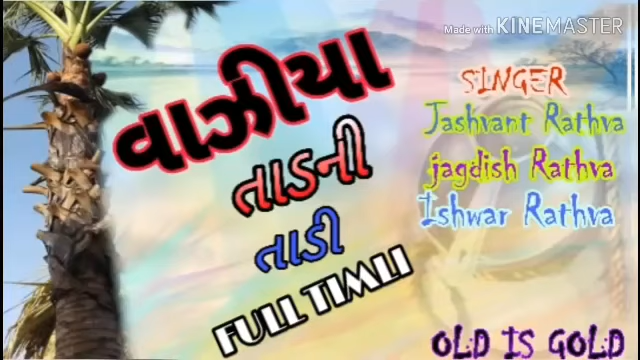 Made with KINEMASTER
વાઝીયા
તાડની
તાડી
FULL TIMLI
SINGER
Jashvant Rathva
jagdish Rathva
Ishwar Rathva
OLD IS GOLD